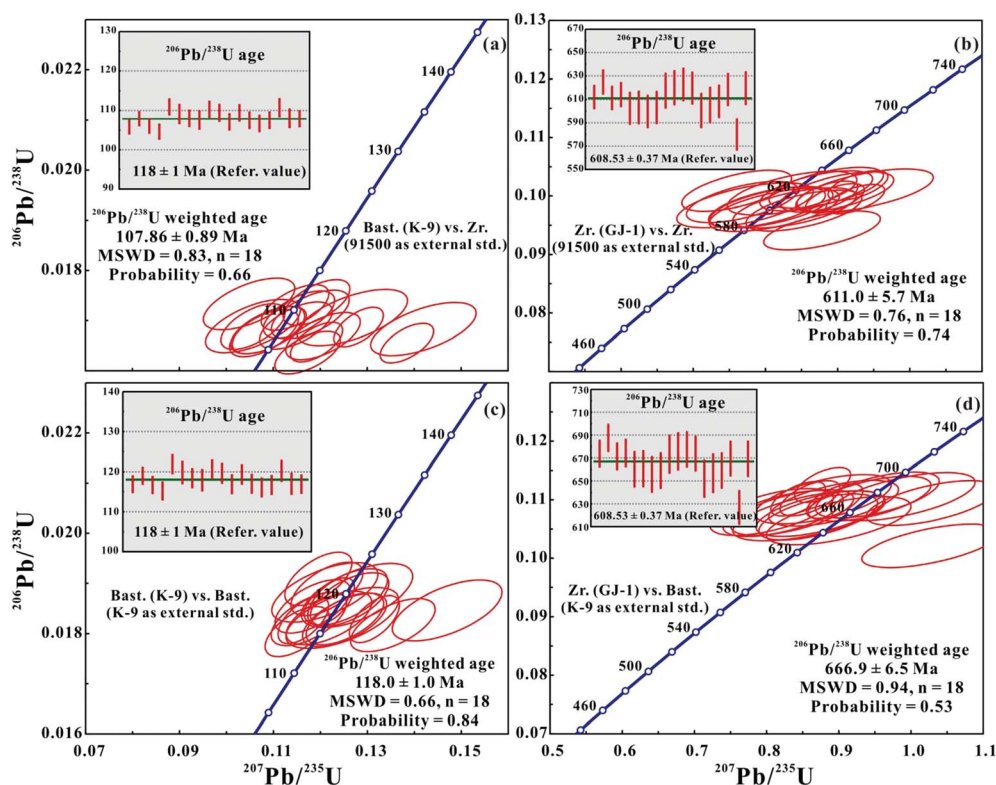 130
120
110
100
90
²⁰⁶Pb/²³⁸U age
118 ± 1 Ma (Refer. value)
(a)
0.022
0.020
0.018
²⁰⁶Pb/²³⁸U
140
130
120
110
²⁰⁶Pb/²³⁸U weighted age
107.86 ± 0.89 Ma
MSWD = 0.83, n = 18
Probability = 0.66
Bast. (K-9) vs. Zr.
(91500 as external std.)
0.13
0.12
0.11
0.10
0.09
0.08
670
650
630
610
590
570
550
²⁰⁶Pb/²³⁸U age
608.53 ± 0.37 Ma (Refer. value)
(b)
740
700
660
620
580
540
500
460
Zr. (GJ-1) vs. Zr.
(91500 as external std.)
²⁰⁶Pb/²³⁸U weighted age
611.0 ± 5.7 Ma
MSWD = 0.76, n = 18
Probability = 0.74
140
130
120
110
100
²⁰⁶Pb/²³⁸U age
118 ± 1 Ma (Refer. value)
(c)
0.022
0.020
0.018
0.016
²⁰⁶Pb/²³⁸U
140
130
120
110
Bast. (K-9) vs. Bast.
(K-9 as external std.)
²⁰⁶Pb/²³⁸U weighted age
118.0 ± 1.0 Ma
MSWD = 0.66, n = 18
Probability = 0.84
0.07
0.09
0.11
0.13
0.15
²⁰⁷Pb/²³⁵U
0.12
0.11
0.10
0.09
0.08
0.07
730
710
690
670
650
630
610
²⁰⁶Pb/²³⁸U age
608.53 ± 0.37 Ma (Refer. value)
(d)
740
700
660
620
580
540
500
460
Zr. (GJ-1) vs. Bast.
(K-9 as external std.)
²⁰⁶Pb/²³⁸U weighted age
666.9 ± 6.5 Ma
MSWD = 0.94, n = 18
Probability = 0.53
0.5
0.6
0.7
0.8
0.9
1.0
1.1
²⁰⁷Pb/²³⁵U